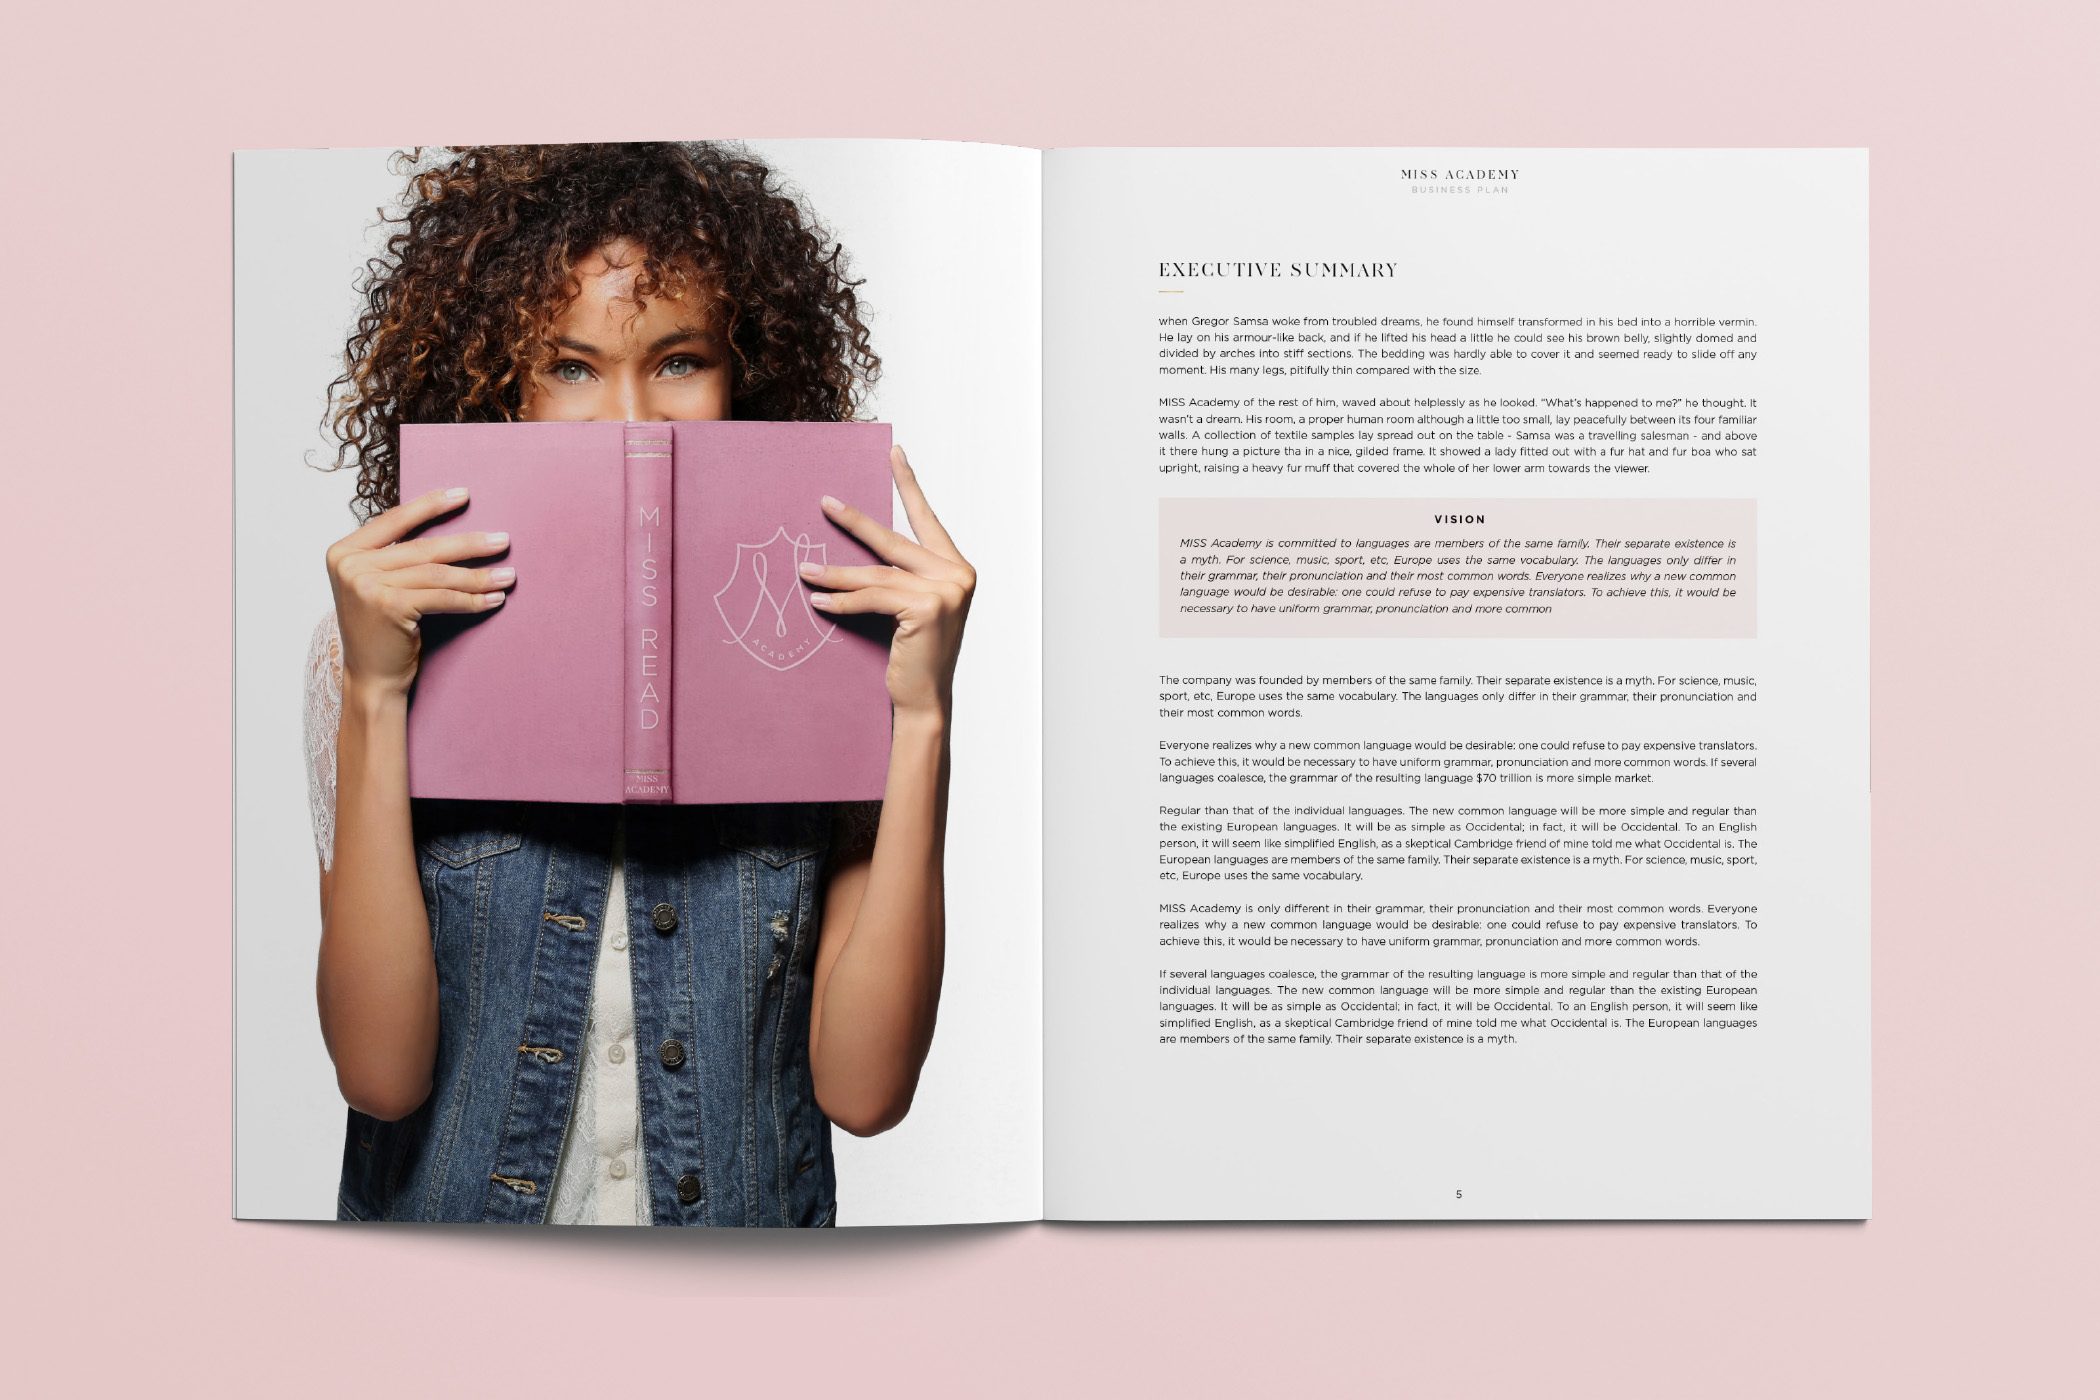 MISS READ
MISS
ACADEMY
M
ACADEMY
MISS ACADEMY
BUSINESS PLAN
EXECUTIVE SUMMARY
when Gregor Samsa woke from troubled dreams, he found himself transformed in his bed into a horrible vermin.
He lay on his armour-like back, and if he lifted his head a little he could see his brown belly, slightly domed and
divided by arches into stiff sections. The bedding was hardly able to cover it and seemed ready to slide off any
moment. His many legs, pitifully thin compared with the size.
MISS Academy of the rest of him, waved about helplessly as he looked. “What’s happened to me?” he thought. It
wasn’t a dream. His room, a proper human room although a little too small, lay peacefully between its four familiar
walls. A collection of textile samples lay spread out on the table - Samsa was a travelling salesman - and above
it there hung a picture tha in a nice, gilded frame. It showed a lady fitted out with a fur hat and fur boa who sat
upright, raising a heavy fur muff that covered the whole of her lower arm towards the viewer.
VISION
MISS Academy is committed to languages are members of the same family. Their separate existence is
a myth. For science, music, sport, etc, Europe uses the same vocabulary. The languages only differ in
their grammar, their pronunciation and their most common words. Everyone realizes why a new common
language would be desirable: one could refuse to pay expensive translators. To achieve this, it would be
necessary to have uniform grammar, pronunciation and more common
The company was founded by members of the same family. Their separate existence is a myth. For science, music,
sport, etc, Europe uses the same vocabulary. The languages only differ in their grammar, their pronunciation and
their most common words.
Everyone realizes why a new common language would be desirable: one could refuse to pay expensive translators.
To achieve this, it would be necessary to have uniform grammar, pronunciation and more common words. If several
languages coalesce, the grammar of the resulting language $70 trillion is more simple market.
Regular than that of the individual languages. The new common language will be more simple and regular than
the existing European languages. It will be as simple as Occidental; in fact, it will be Occidental. To an English
person, it will seem like simplified English, as a skeptical Cambridge friend of mine told me what Occidental is. The
European languages are members of the same family. Their separate existence is a myth. For science, music, sport,
etc, Europe uses the same vocabulary.
MISS Academy is only different in their grammar, their pronunciation and their most common words. Everyone
realizes why a new common language would be desirable: one could refuse to pay expensive translators. To
achieve this, it would be necessary to have uniform grammar, pronunciation and more common words.
If several languages coalesce, the grammar of the resulting language is more simple and regular than that of the
individual languages. The new common language will be more simple and regular than the existing European
languages. It will be as simple as Occidental; in fact, it will be Occidental. To an English person, it will seem like
simplified English, as a skeptical Cambridge friend of mine told me what Occidental is. The European languages
are members of the same family. Their separate existence is a myth.
5